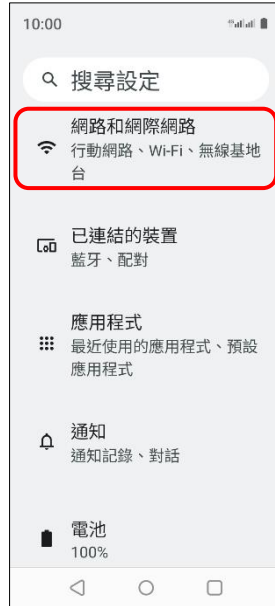 10:00
搜尋設定
網路和網際網路
行動網路、Wi-Fi、無線基地
台
已連結的裝置
藍牙、配對
應用程式
最近使用的應用程式、預設
應用程式
通知
通知記錄、對話
電池
100%